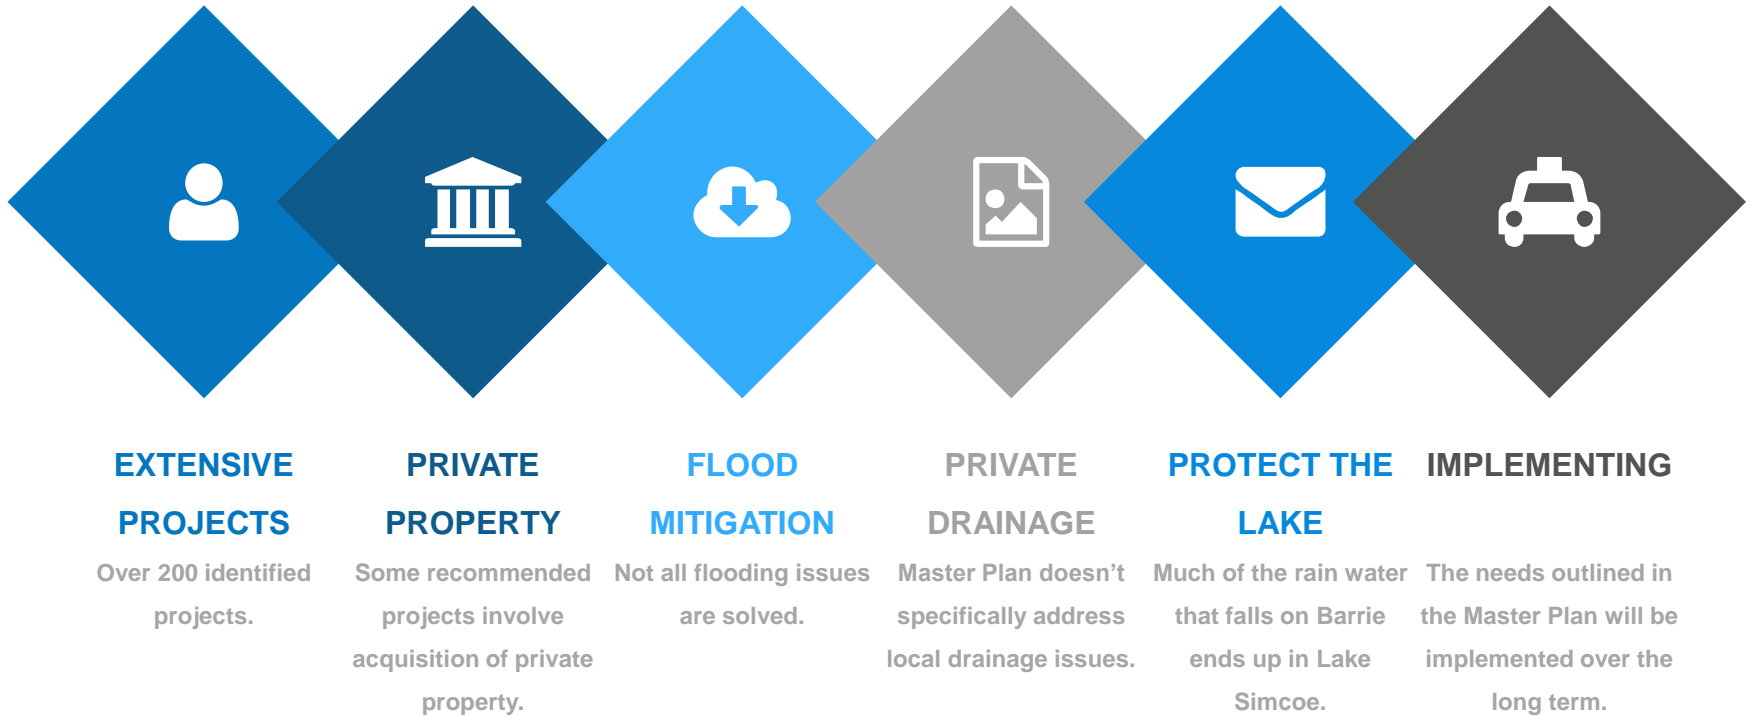 EXTENSIVE
PROJECTS
Over 200 identified
projects.
PRIVATE
PROPERTY
Some recommended
projects involve
acquisition of private
property.
FLOOD
MITIGATION
Not all flooding issues
are solved.
PRIVATE
DRAINAGE
Master Plan doesn’t
specifically address
local drainage issues.
PROTECT THE
LAKE
Much of the rain water
that falls on Barrie
ends up in Lake
Simcoe.
IMPLEMENTING
The needs outlined in
the Master Plan will be
implemented over the
long term.